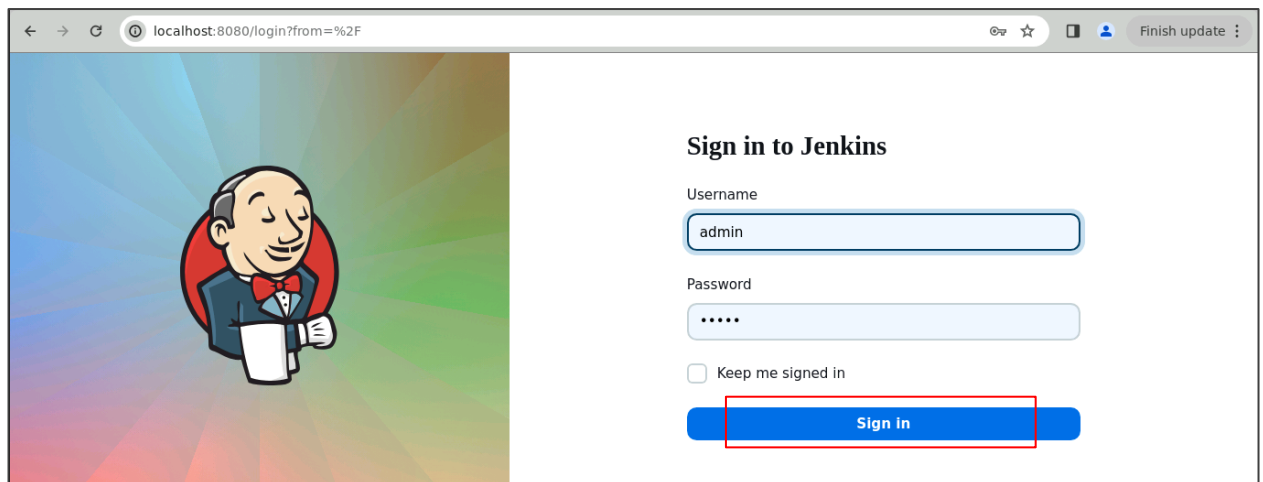 localhost:8080/login?from=%2F
Finish update
Sign in to Jenkins
Username
admin
Password
•••••
Keep me signed in
Sign in